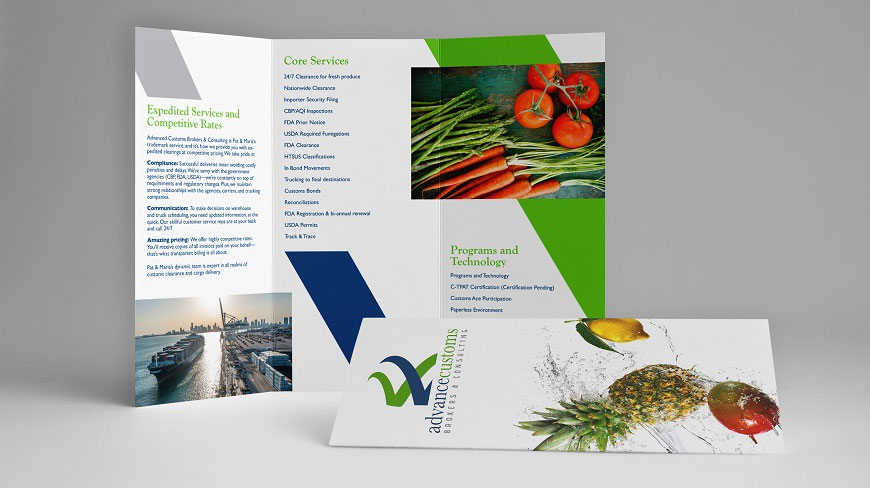 Expedited Services and
Competitive Rates
Advanced Customs Brokers & Consulting is Pat & Maria's
trademark service, and it's how we provide you with ex-
pedited clearings at competitive pricing. We take pride in:
Compliance: Successful deliveries mean avoiding costly
penalties and delays. We're savvy with the government
agencies (CBP, FDA, USDA)—we're constantly on top of
requirements and regulatory changes. Plus, we maintain
strong relationships with the agencies, carriers, and trucking
companies.
Communication: To make decisions on warehouse
and truck scheduling, you need updated information, at the
quick. Our skillful customer service reps are at your beck
and call 24/7.
Amazing pricing: We offer highly competitive rates.
You'll receive copies of all invoices paid on your behalf—
that's what transparent billing is all about.
Pat & Maria's dynamic team is expert in all realms of
customs clearance and cargo delivery.
Core Services
24/7 Clearance for fresh produce
Nationwide Clearance
Importer Security Filing
CBP/AQI Inspections
FDA Prior Notice
USDA Required Fumigations
FDA Clearance
HTSUS Classifications
In Bond Movements
Trucking to final destinations
Customs Bonds
Reconciliations
FDA Registration & bi-annual renewal
USDA Permits
Track & Trace
Programs and
Technology
Programs and Technology
C-TPAT Certification (Certification Pending)
Customs Ace Participation
Paperless Environment
advancecustoms
BROKERS & CONSULTING